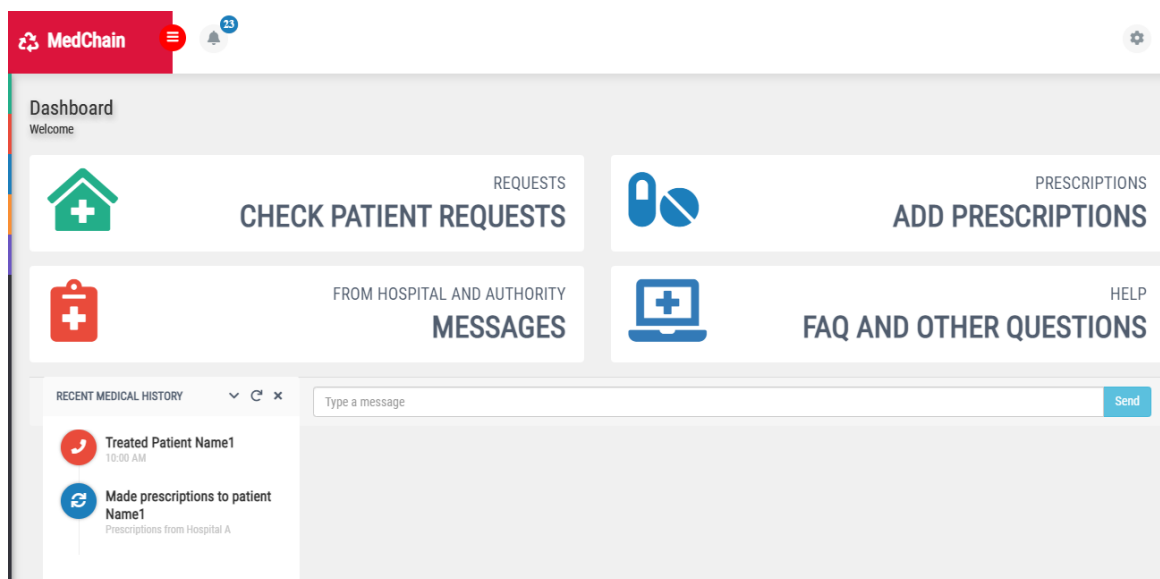 MedChain
23
Dashboard
Welcome
REQUESTS
CHECK PATIENT REQUESTS
PRESCRIPTIONS
ADD PRESCRIPTIONS
FROM HOSPITAL AND AUTHORITY
MESSAGES
HELP
FAQ AND OTHER QUESTIONS
RECENT MEDICAL HISTORY
Type a message
Send
Treated Patient Name1
10:00 AM
Made prescriptions to patient
Name1
Prescriptions from Hospital A